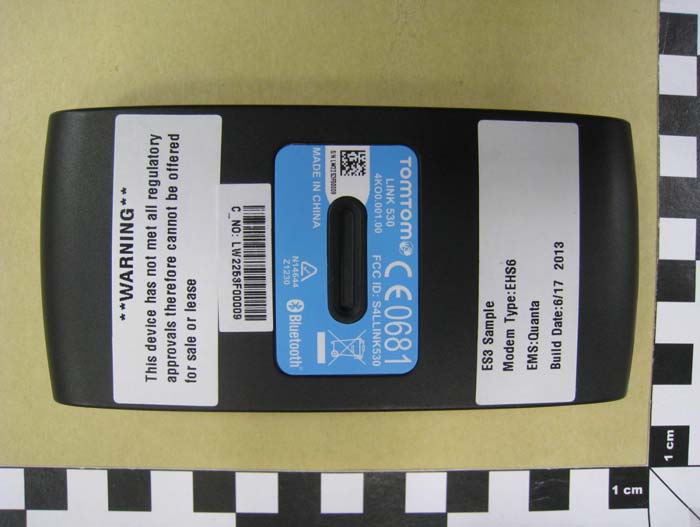 **WARNING**
This device has not met all regulatory
approvals therefore cannot be offered
for sale or lease
C_NO: LW22B3F00009
TOMTOM
LINK 530
4KO0.001.00
MADE IN CHINA
CE0681
FCC ID: S4LLINK530
N14644
Z1230
Bluetooth
ES3 Sample
Modem Type:EHS6
EMS:Quanta
Build Date:6/17 2013
1 cm
1 cm